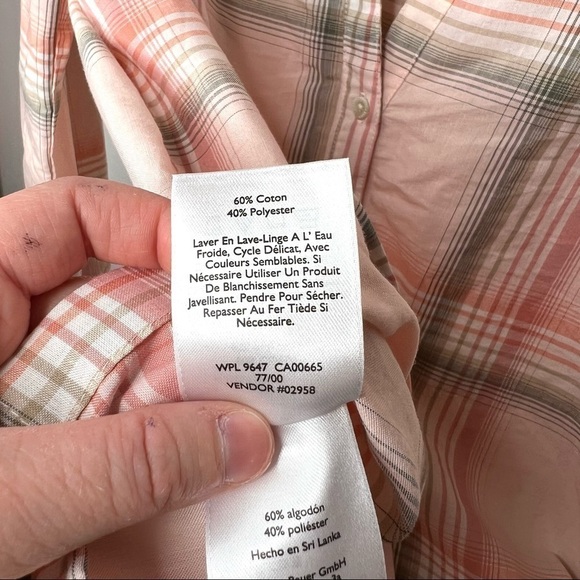 60% Coton
40% Polyester
Laver En Lave-Linge A L' Eau
Froide, Cycle Délicat, Avec
Couleurs Semblables. Si
Nécessaire Utiliser Un Produit
De Blanchissement Sans
Javellisant. Pendre Pour Sécher.
Repasser Au Fer Tiède Si
Nécessaire.
WPL 9647 CA00665
77/00
VENDOR #02958
60% algodón
40% poliéster
Hecho en Sri Lanka
Bauer GmbH